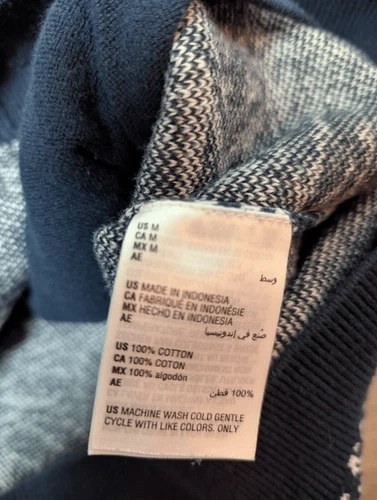 US M
CA M
MX M
AE
وسط
US MADE IN INDONESIA
CA FABRIQUÉ EN INDONÉSIE
MX HECHO EN INDONESIA
AE
صُنع في إندونيسيا
US 100% COTTON
CA 100% COTON
MX 100% algodón
AE
100% قطن
US MACHINE WASH COLD GENTLE
CYCLE WITH LIKE COLORS. ONLY